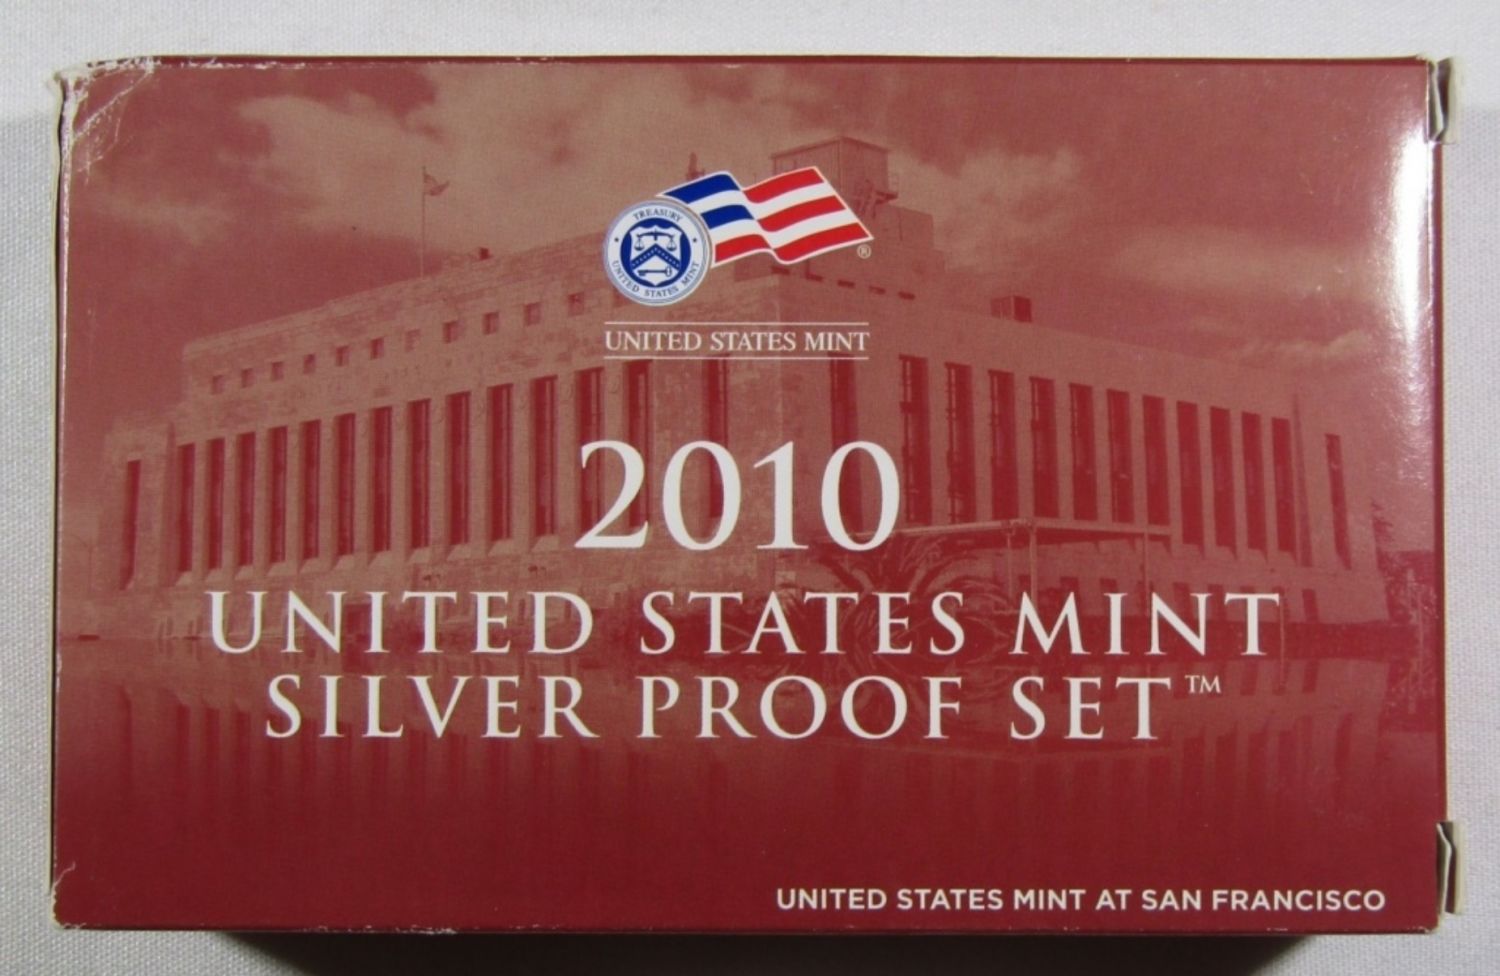 TREASURY
UNITED STATES MINT
®
UNITED STATES MINT
2010
UNITED STATES MINT
SILVER PROOF SET™
UNITED STATES MINT AT SAN FRANCISCO